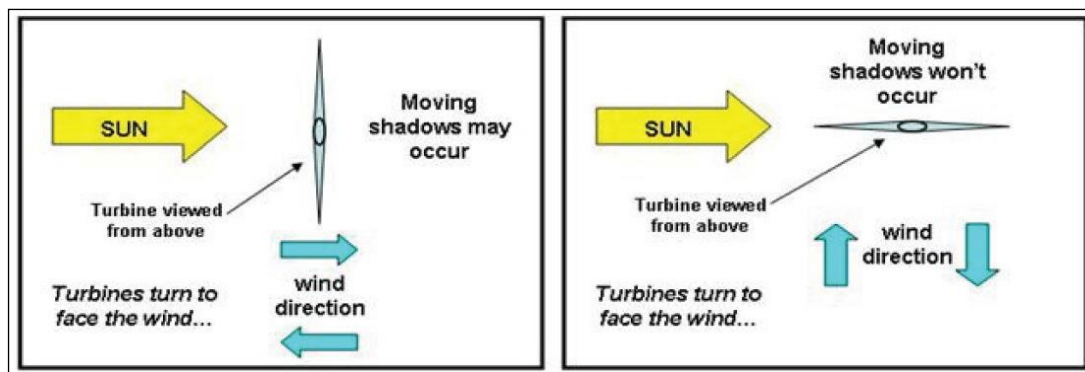 SUN
Moving
shadows may
occur
Turbine viewed
from above
wind
direction
Turbines turn to
face the wind...
Moving
shadows won't
occur
SUN
Turbine viewed
from above
wind
direction
Turbines turn to
face the wind...